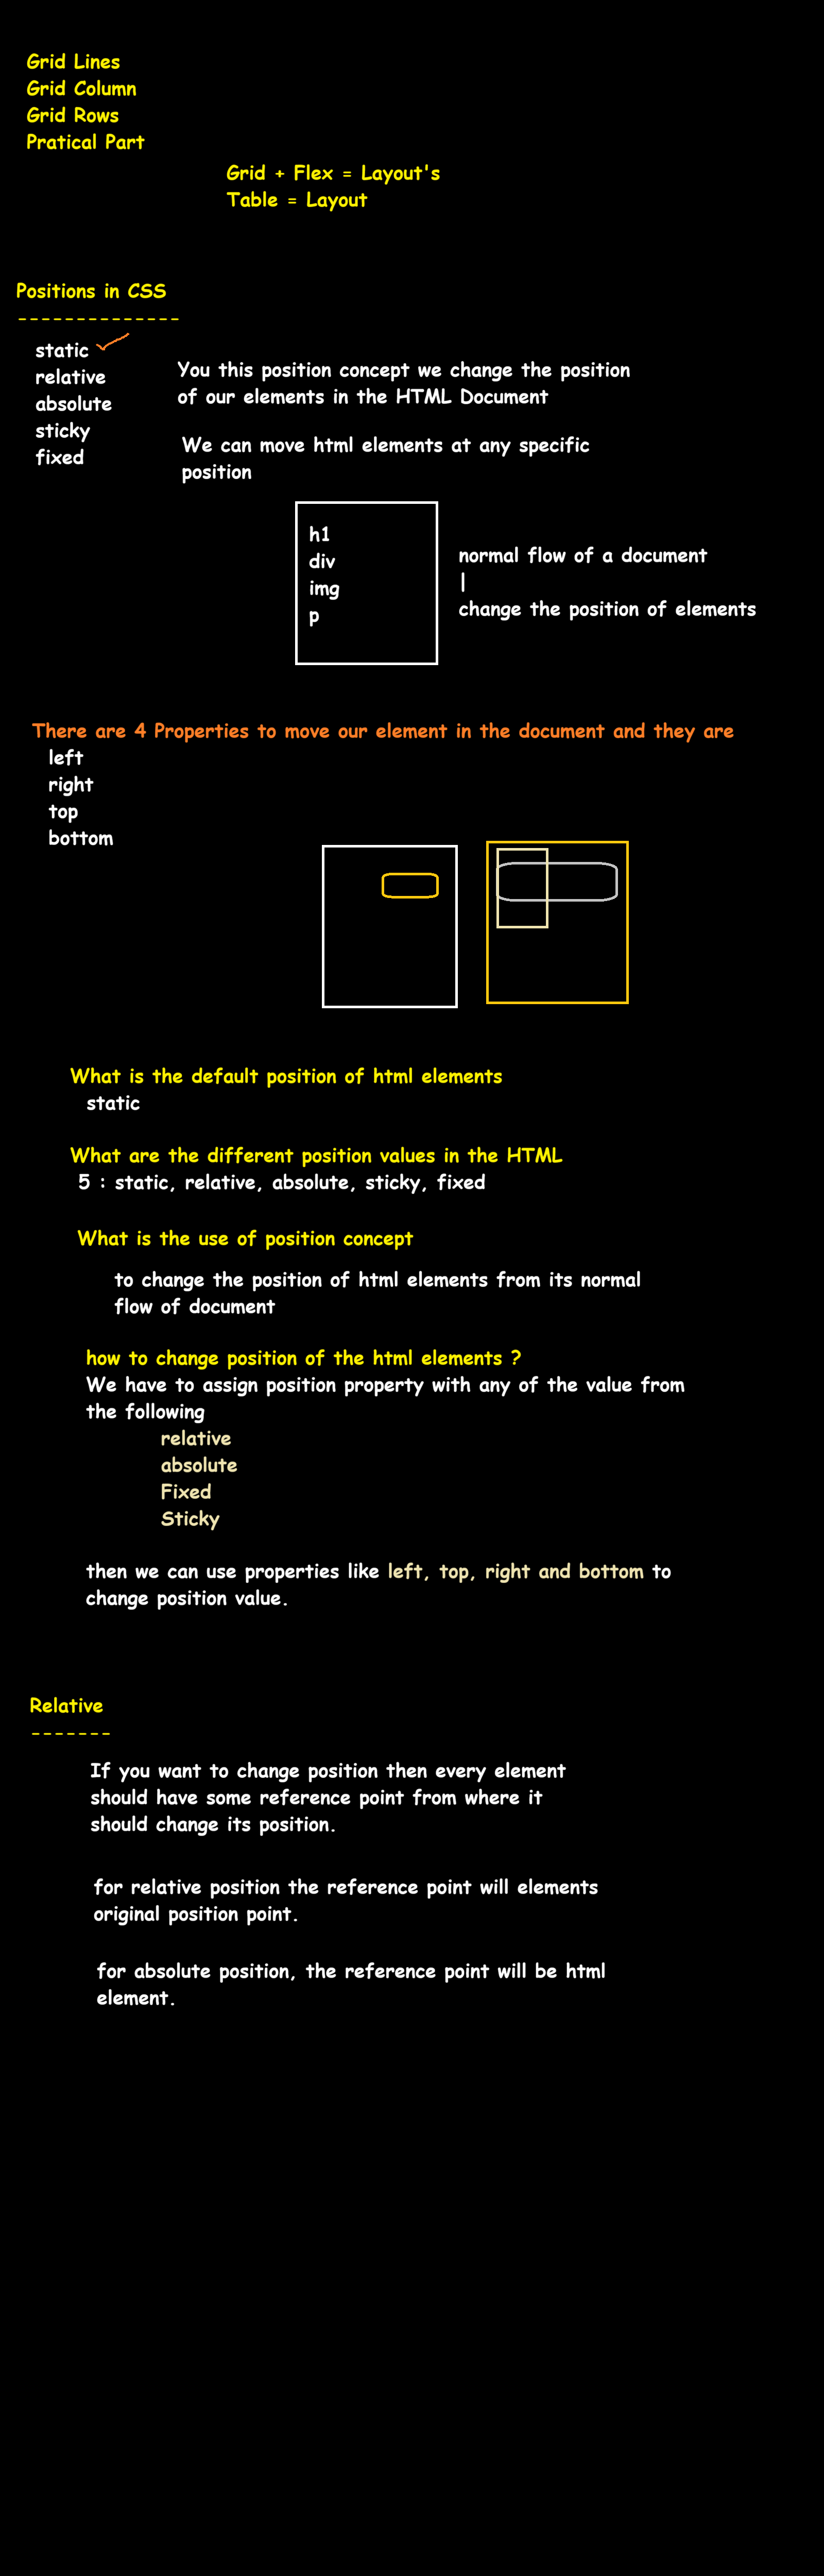 Grid Lines
Grid Column
Grid Rows
Pratical Part
Grid + Flex = Layout's
Table = Layout
Positions in CSS
--------------
static
relative
absolute
sticky
fixed
You this position concept we change the position
of our elements in the HTML Document
We can move html elements at any specific
position
h1
div
img
p
normal flow of a document
|
change the position of elements
There are 4 Properties to move our element in the document and they are
left
right
top
bottom
What is the default position of html elements
static
What are the different position values in the HTML
5 : static, relative, absolute, sticky, fixed
What is the use of position concept
to change the position of html elements from its normal
flow of document
how to change position of the html elements ?
We have to assign position property with any of the value from
the following
relative
absolute
Fixed
Sticky
then we can use properties like left, top, right and bottom to
change position value.
Relative
-------
If you want to change position then every element
should have some reference point from where it
should change its position.
for relative position the reference point will elements
original position point.
for absolute position, the reference point will be html
element.